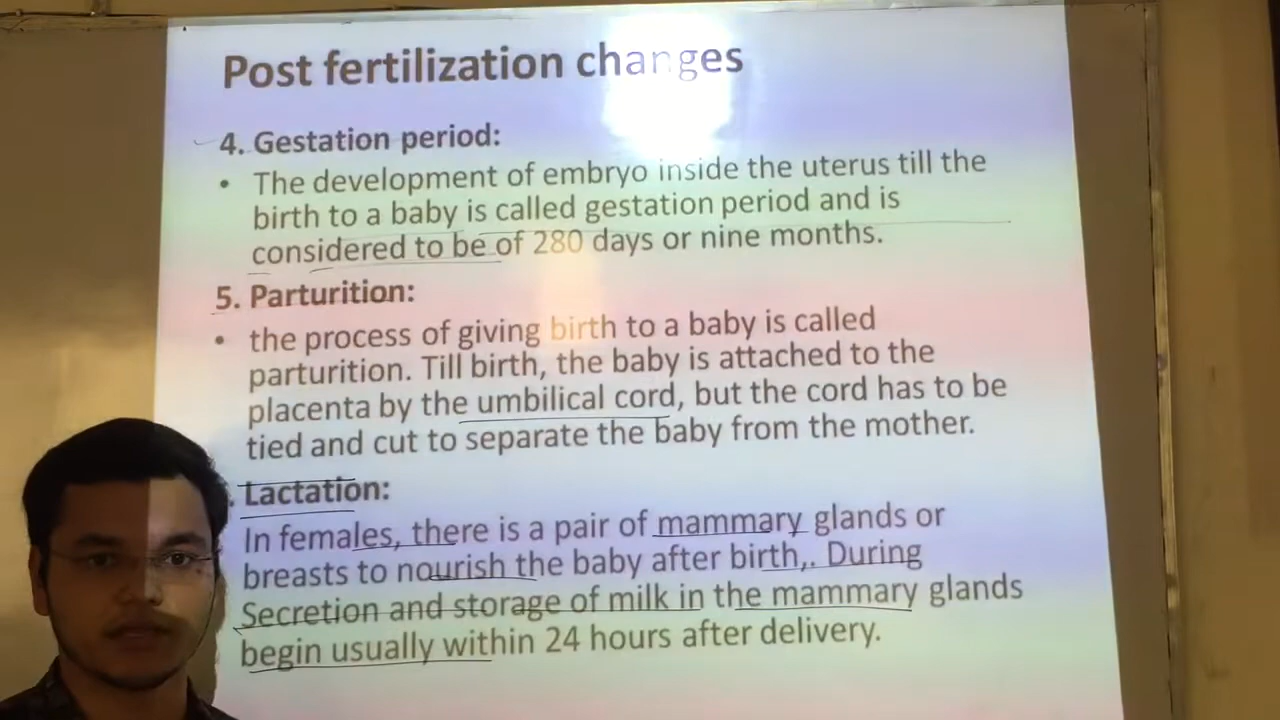 Post fertilization changes
4. Gestation period:
• The development of embryo inside the uterus till the
birth to a baby is called gestation period and is
considered to be of 280 days or nine months.
5. Parturition:
• the process of giving birth to a baby is called
parturition. Till birth, the baby is attached to the
placenta by the umbilical cord, but the cord has to be
tied and cut to separate the baby from the mother.
. Lactation:
In females, there is a pair of mammary glands or
breasts to nourish the baby after birth,. During
Secretion and storage of milk in the mammary glands
begin usually within 24 hours after delivery.